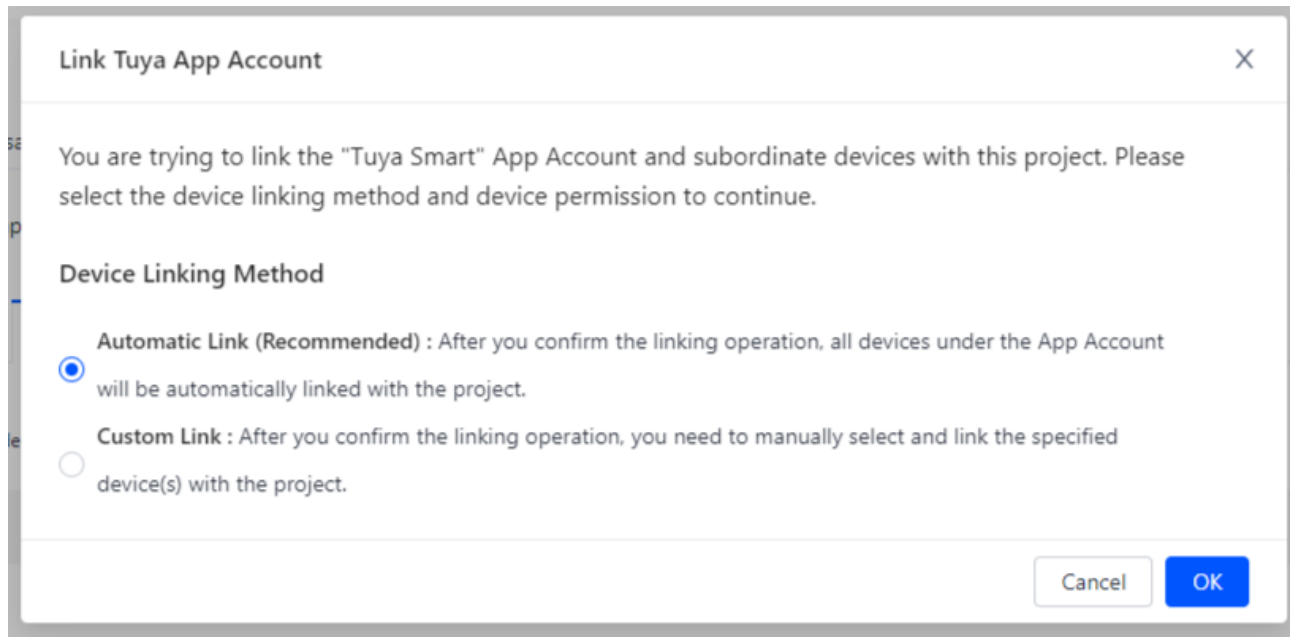 Link Tuya App Account
You are trying to link the "Tuya Smart" App Account and subordinate devices with this project. Please
select the device linking method and device permission to continue.
Device Linking Method
Automatic Link (Recommended) : After you confirm the linking operation, all devices under the App Account
will be automatically linked with the project.
Custom Link : After you confirm the linking operation, you need to manually select and link the specified
device(s) with the project.
Cancel
OK